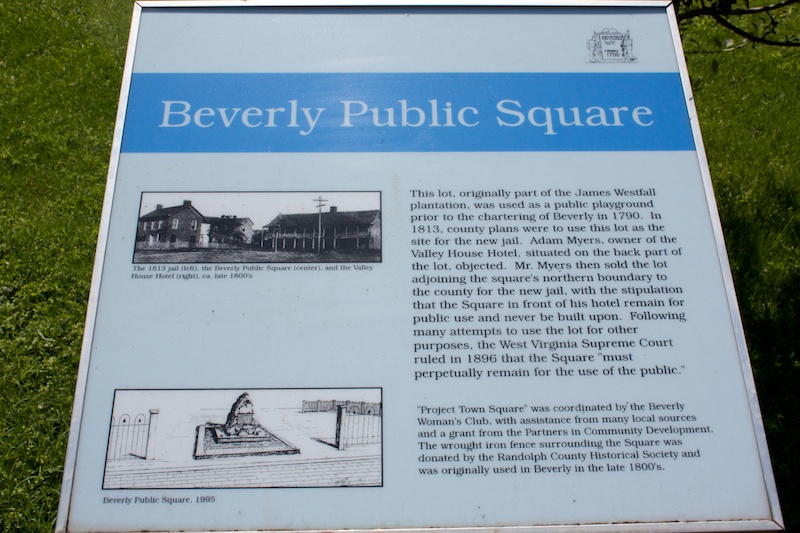 BEVERLY
1790
Beverly Public Square
This lot, originally part of the James Westfall
plantation, was used as a public playground
prior to the chartering of Beverly in 1790. In
1813, county plans were to use this lot as the
site for the new jail. Adam Myers, owner of the
Valley House Hotel, situated on the back part of
the lot, objected. Mr. Myers then sold the lot
adjoining the square's northern boundary to
the county for the new jail, with the stipulation
that the Square in front of his hotel remain for
public use and never be built upon. Following
many attempts to use the lot for other
purposes, the West Virginia Supreme Court
ruled in 1896 that the Square "must
perpetually remain for the use of the public."
The 1813 jail (left), the Beverly Public Square (center), and the Valley
House Hotel (right), ca. late 1800's
"Project Town Square" was coordinated by the Beverly
Woman's Club, with assistance from many local sources
and a grant from the Partners in Community Development.
The wrought iron fence surrounding the Square was
donated by the Randolph County Historical Society and
was originally used in Beverly in the late 1800's.
Beverly Public Square, 1995